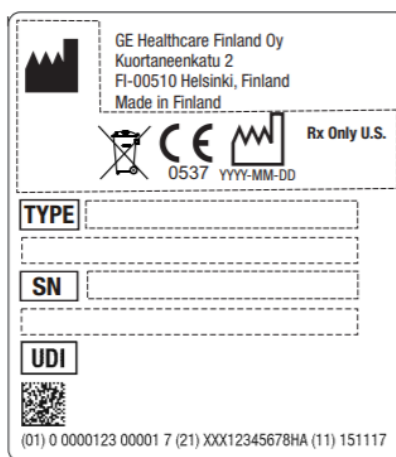 GE Healthcare Finland Oy
Kuortaneenkatu 2
FI-00510 Helsinki, Finland
Made in Finland
Rx Only U.S.
0537 YYYY-MM-DD
TYPE
SN
UDI
(01) 0 0000123 00001 7 (21) XXX12345678HA (11) 151117